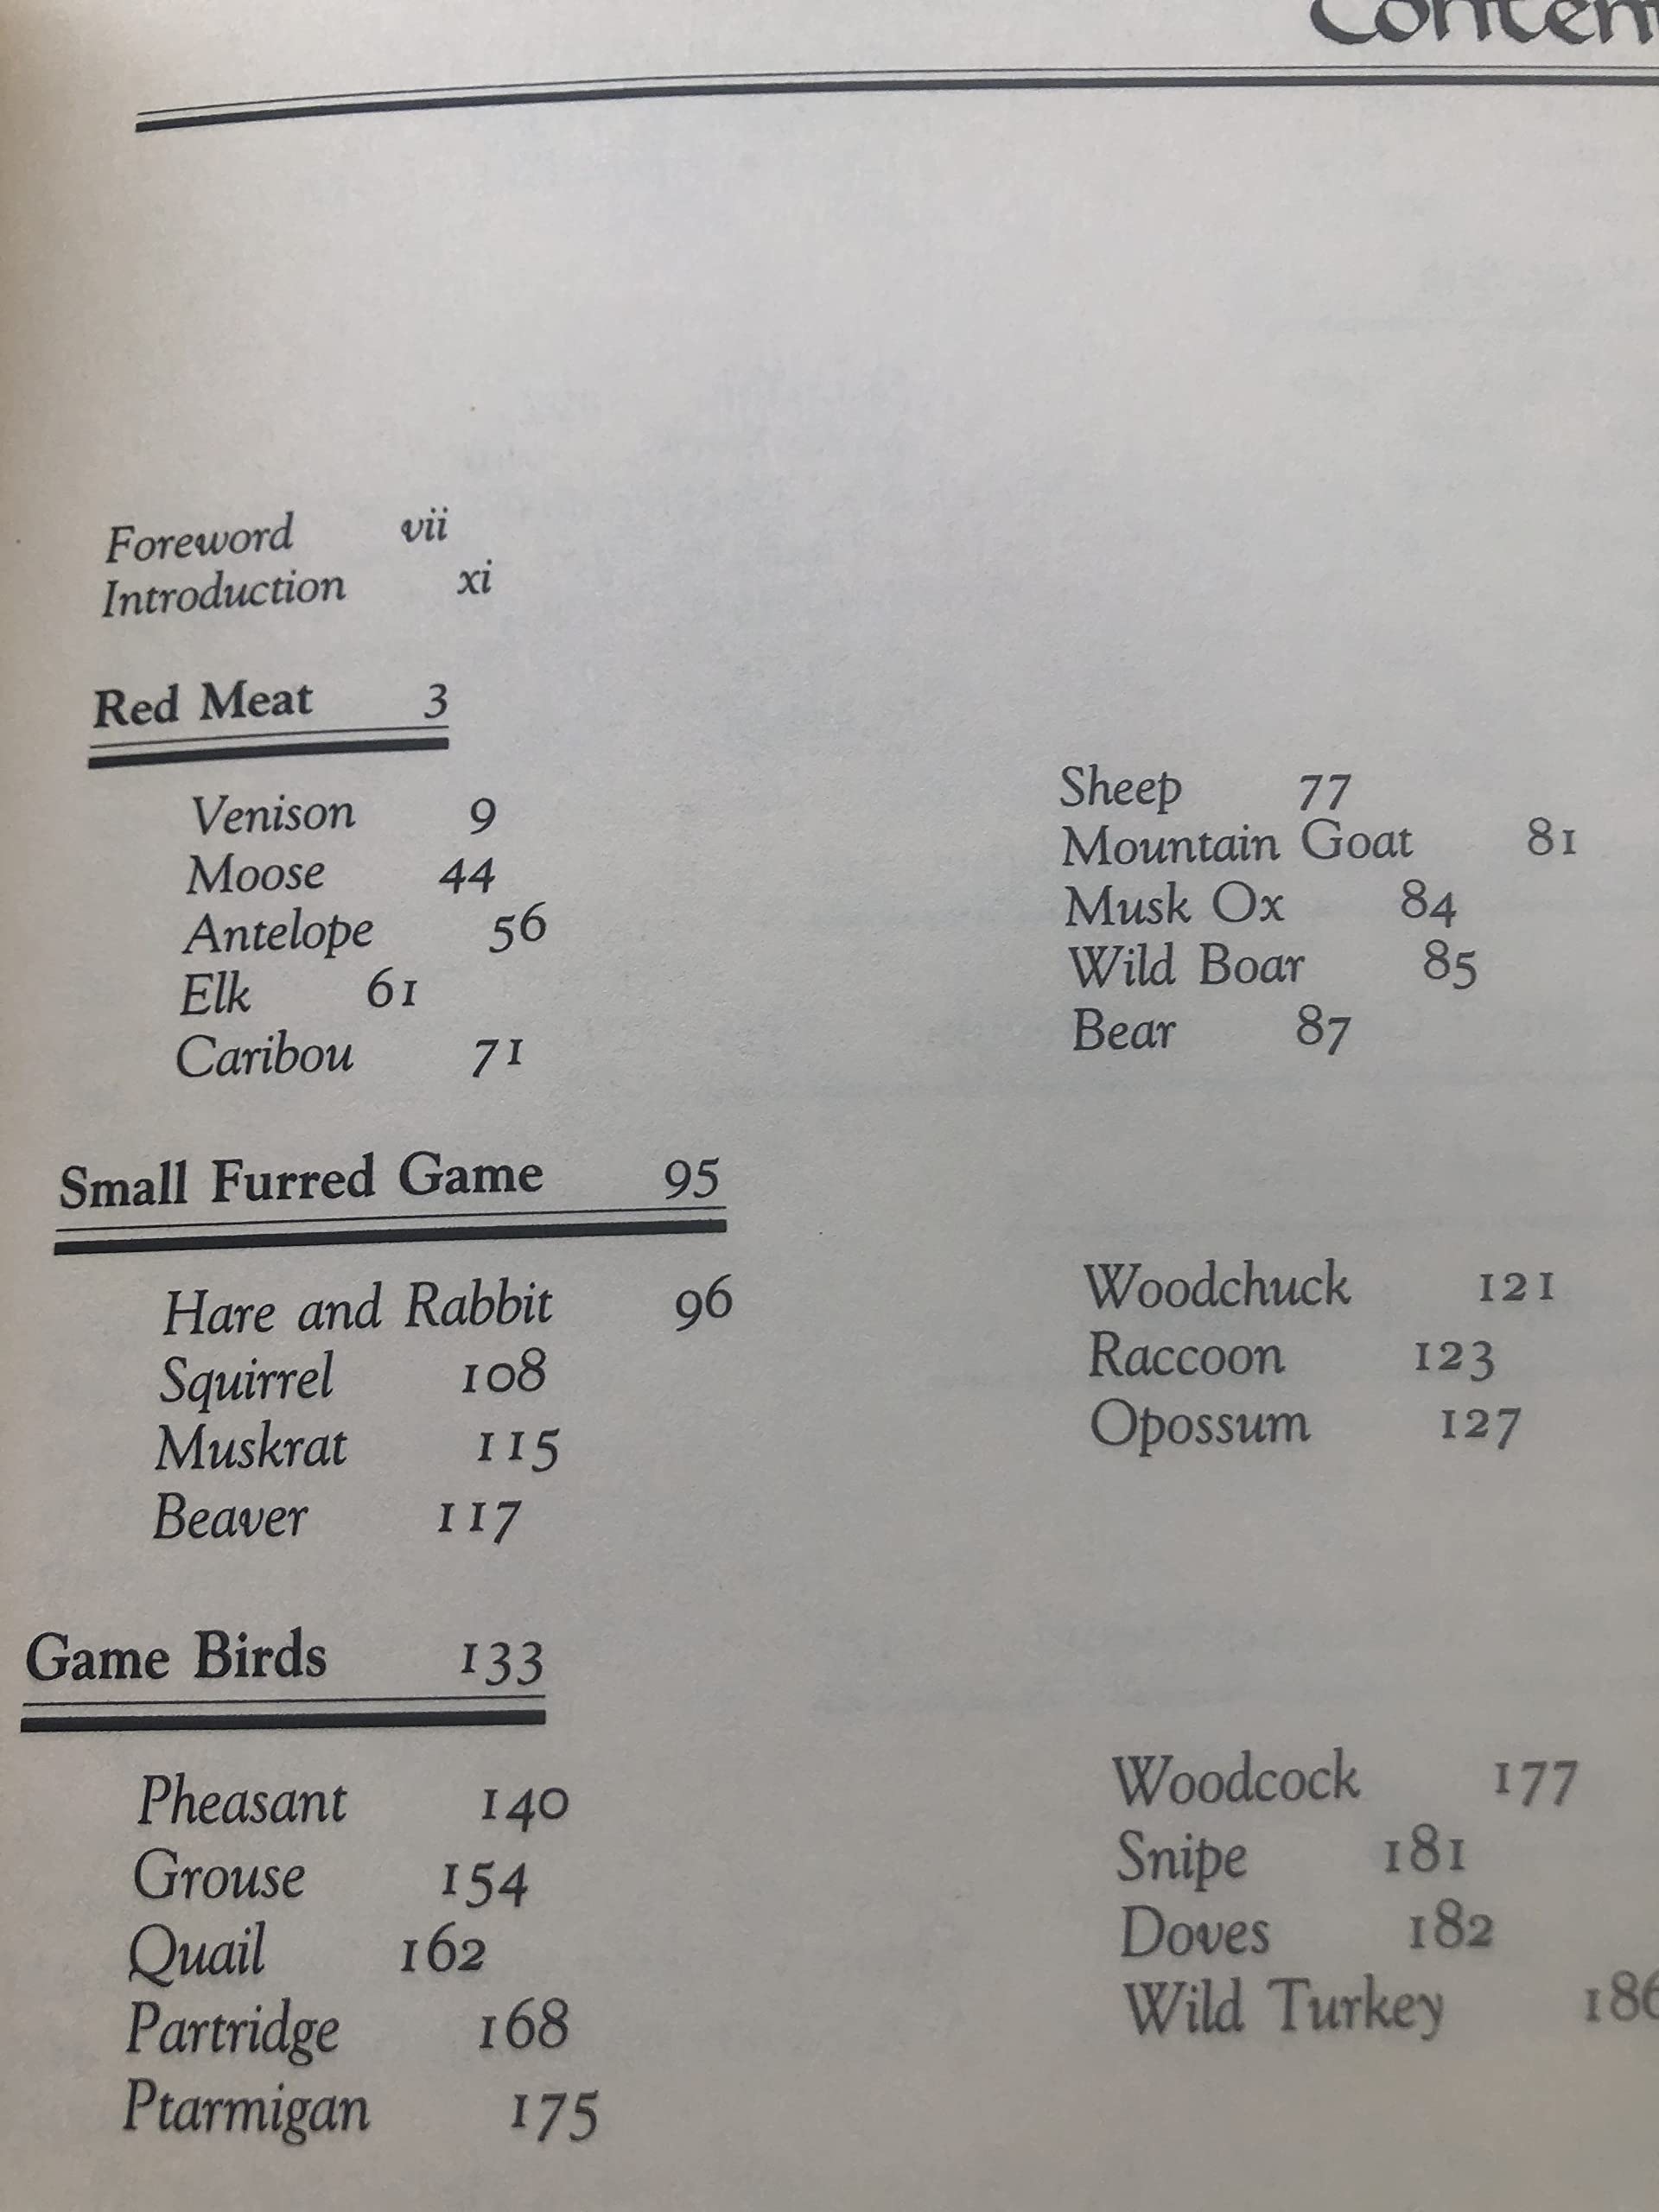 Foreword vii
Introduction xi
Red Meat 3
Venison 9
Moose 44
Antelope 56
Elk 61
Caribou 71
Sheep 77
Mountain Goat 81
Musk Ox 84
Wild Boar 85
Bear 87
Small Furred Game 95
Hare and Rabbit 96
Squirrel 108
Muskrat 115
Beaver 117
Woodchuck 121
Raccoon 123
Opossum 127
Game Birds 133
Pheasant 140
Grouse 154
Quail 162
Partridge 168
Ptarmigan 175
Woodcock 177
Snipe 181
Doves 182
Wild Turkey 186